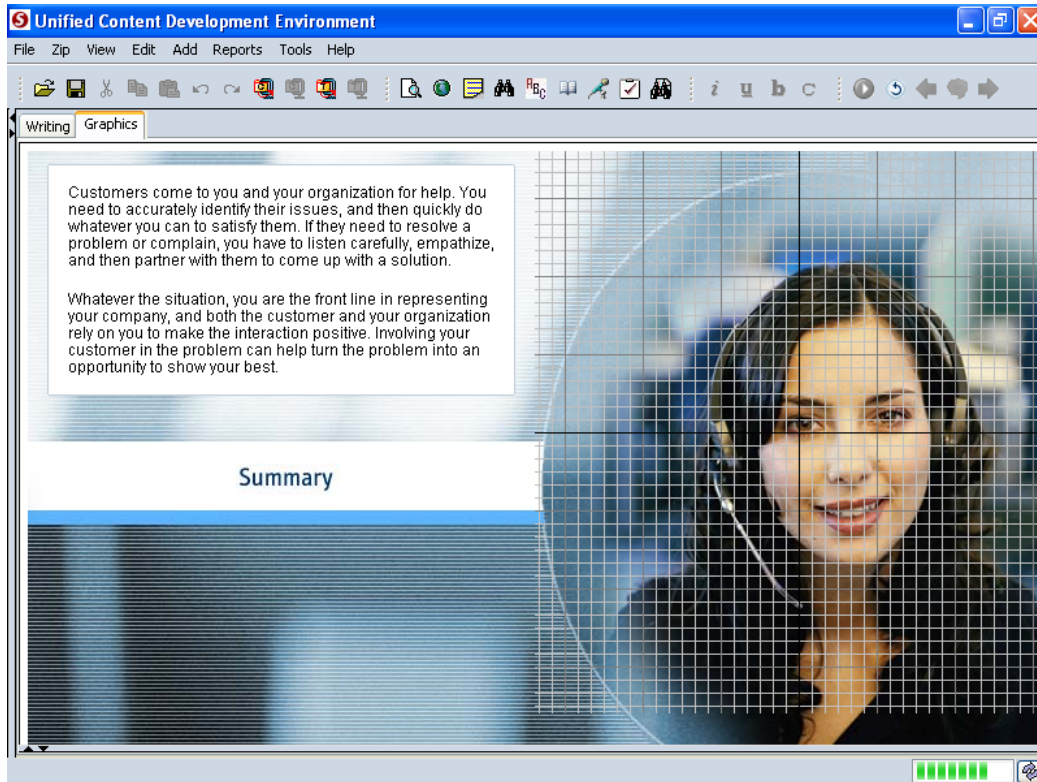 Unified Content Development Environment
File Zip View Edit Add Reports Tools Help
ABC i u b c
Writing Graphics
Customers come to you and your organization for help. You
need to accurately identify their issues, and then quickly do
whatever you can to satisfy them. If they need to resolve a
problem or complain, you have to listen carefully, empathize,
and then partner with them to come up with a solution.
Whatever the situation, you are the front line in representing
your company, and both the customer and your organization
rely on you to make the interaction positive. Involving your
customer in the problem can help turn the problem into an
opportunity to show your best.
Summary